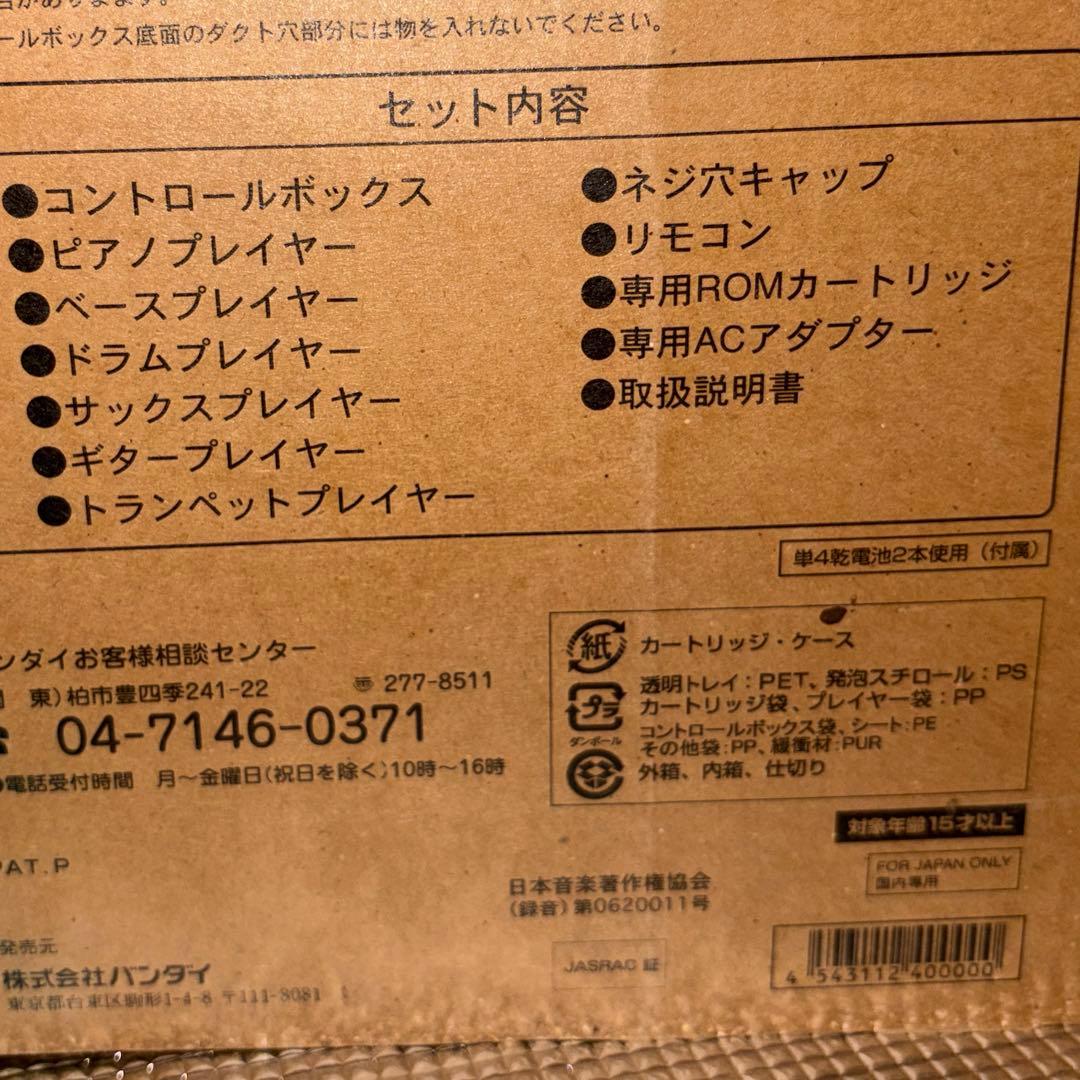 ールボックス底面のダクト穴部分には物を入れないでください。
セット内容
●コントロールボックス
●ピアノプレイヤー
●ベースプレイヤー
●ドラムプレイヤー
●サックスプレイヤー
●ギタープレイヤー
●トランペットプレイヤー
●ネジ穴キャップ
●リモコン
●専用ROMカートリッジ
●専用ACアダプター
●取扱説明書
単4乾電池2本使用（付属）
ンダイお客様相談センター
東）柏市豊四季241-22 〠 277-8511
04-7146-0371
●電話受付時間 月〜金曜日（祝日を除く）10時〜16時
紙 カートリッジ・ケース
プラ 透明トレイ：PET、発泡スチロール：PS
カートリッジ袋、プレイヤー袋：PP
コントロールボックス袋、シート：PE
その他袋：PP、緩衝材：PUR
ダンボール
外箱、内箱、仕切り
対象年齢15才以上
FOR JAPAN ONLY
国内専用
PAT.P
日本音楽著作権協会
（録音）第0620011号
JASRAC 証
発売元
株式会社バンダイ
東京都台東区駒形1-4-8 〒111-8081
4 543112 400000